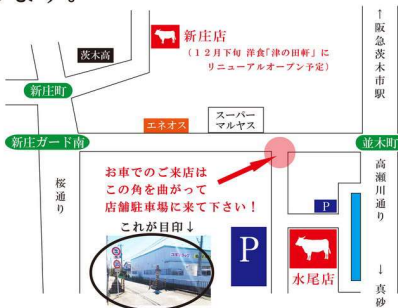 茨木高
新庄店
(12月下旬 洋食「津の田軒」に
リニューアルオープン予定)
↑阪急茨木市駅
新庄町
エネオス
スーパー
マルヤス
新庄ガード南
並木町
桜通り
お車でのご来店は
この角を曲がって
店舗駐車場に来て下さい！
これが目印↓
高瀬川通り
P
P
水尾店
↓真砂